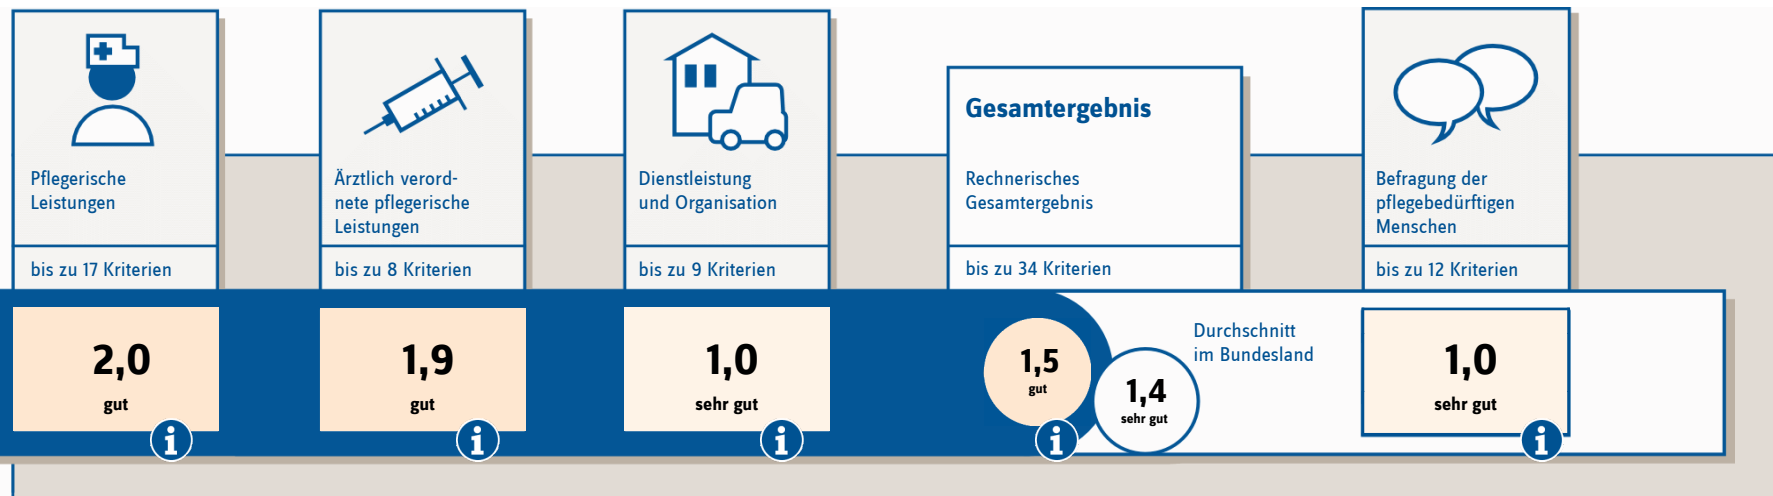 Pflegerische
Leistungen
bis zu 17 Kriterien
2,0
gut
i
Ärztlich verord-
nete pflegerische
Leistungen
bis zu 8 Kriterien
1,9
gut
i
Dienstleistung
und Organisation
bis zu 9 Kriterien
1,0
sehr gut
i
Gesamtergebnis
Rechnerisches
Gesamtergebnis
bis zu 34 Kriterien
1,5
gut
i
Durchschnitt
im Bundesland
1,4
sehr gut
Befragung der
pflegebedürftigen
Menschen
bis zu 12 Kriterien
1,0
sehr gut
i